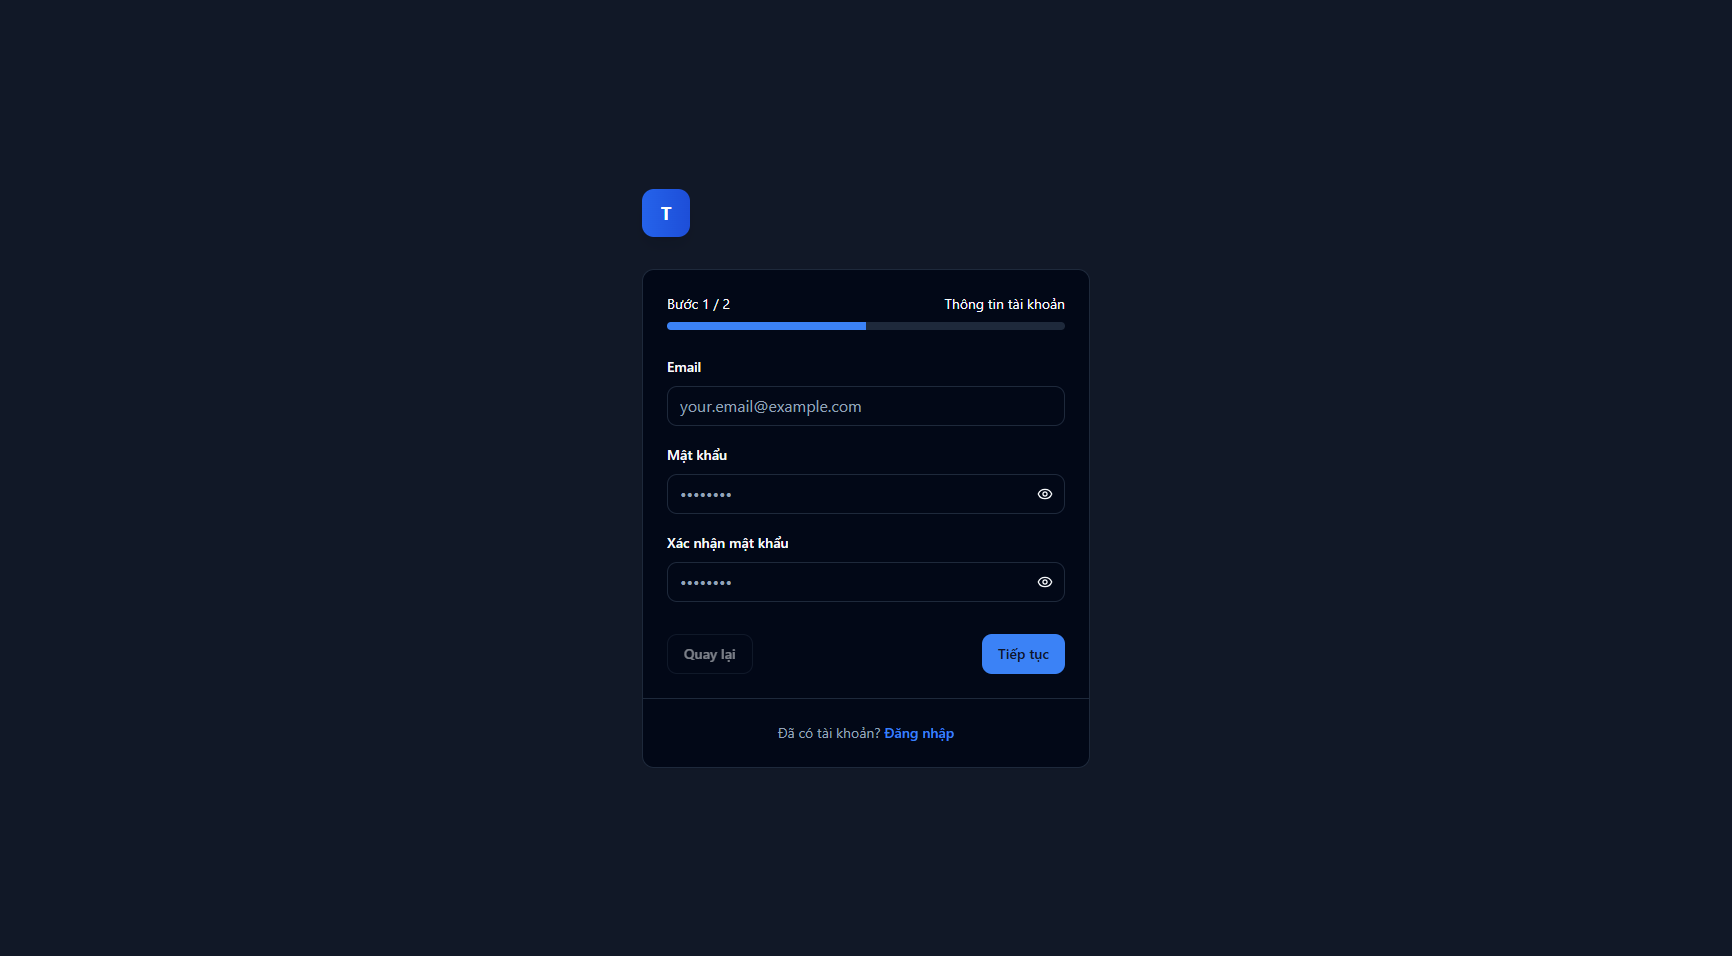 T
Bước 1 / 2
Thông tin tài khoản
Email
your.email@example.com
Mật khẩu
••••••••
Xác nhận mật khẩu
••••••••
Quay lại
Tiếp tục
Đã có tài khoản? Đăng nhập